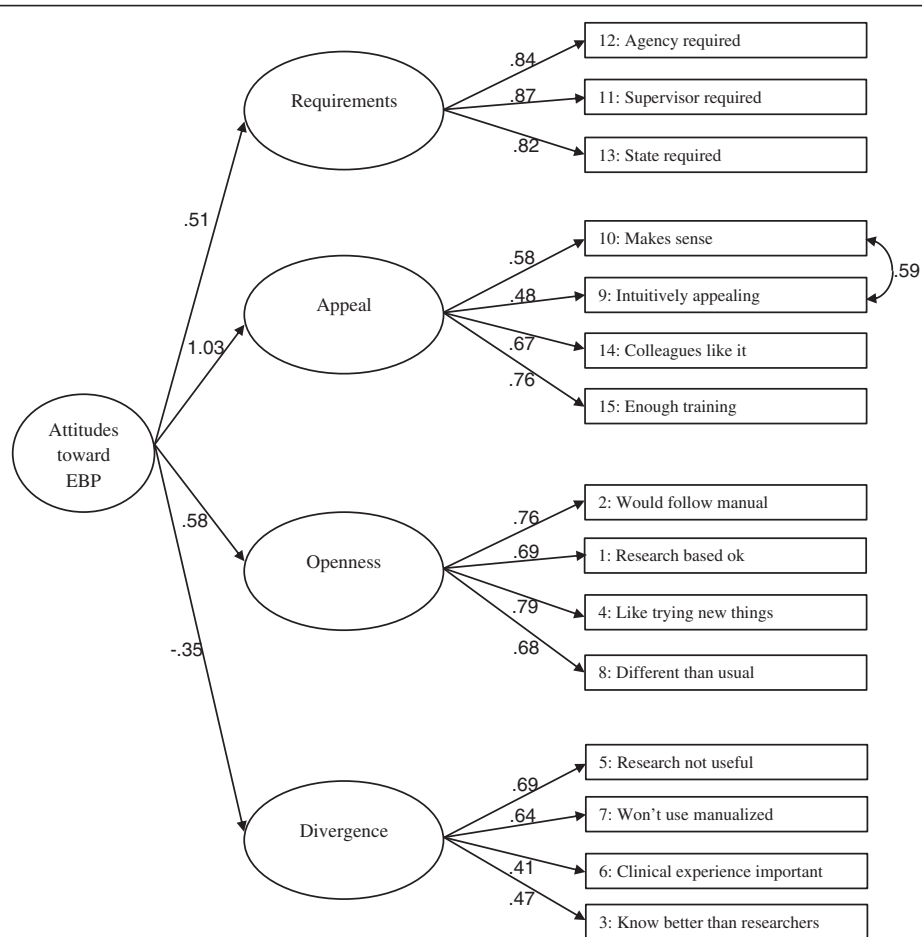 12: Agency required
.84
Requirements
.87
11: Supervisor required
.82
13: State required
.51
10: Makes sense
.58
.59
Appeal
.48
9: Intuitively appealing
.67
14: Colleagues like it
1.03
.76
15: Enough training
Attitudes
toward
EBP
2: Would follow manual
.76
.58
.69
1: Research based ok
Openness
.79
4: Like trying new things
.68
8: Different than usual
-.35
5: Research not useful
.69
.64
7: Won't use manualized
Divergence
.41
6: Clinical experience important
.47
3: Know better than researchers